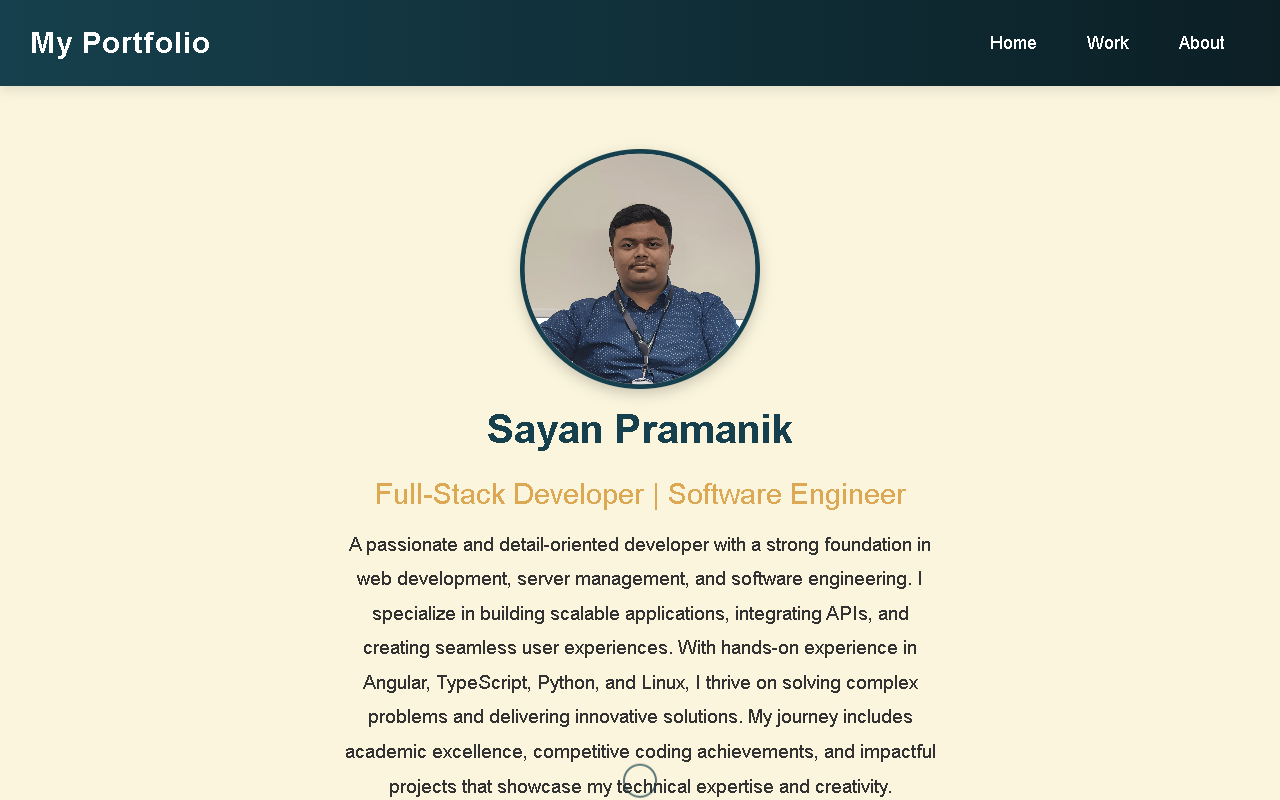 My Portfolio
Home
Work
About
Sayan Pramanik
Full-Stack Developer | Software Engineer
A passionate and detail-oriented developer with a strong foundation in
web development, server management, and software engineering. I
specialize in building scalable applications, integrating APIs, and
creating seamless user experiences. With hands-on experience in
Angular, TypeScript, Python, and Linux, I thrive on solving complex
problems and delivering innovative solutions. My journey includes
academic excellence, competitive coding achievements, and impactful
projects that showcase my technical expertise and creativity.